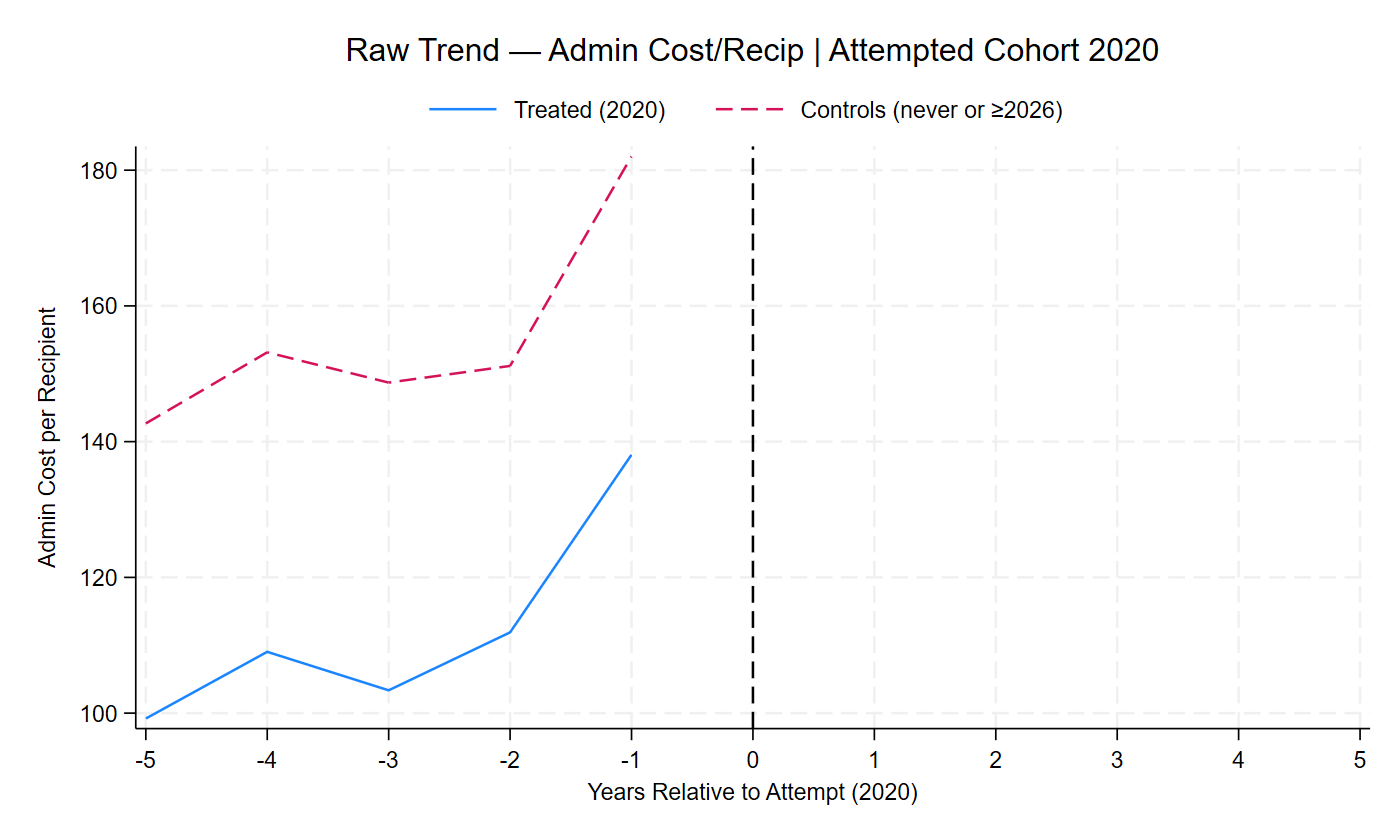 Raw Trend — Admin Cost/Recip | Attempted Cohort 2020
Treated (2020) Controls (never or ≥2026)
Admin Cost per Recipient
180
160
140
120
100
-5 -4 -3 -2 -1 0 1 2 3 4 5
Years Relative to Attempt (2020)